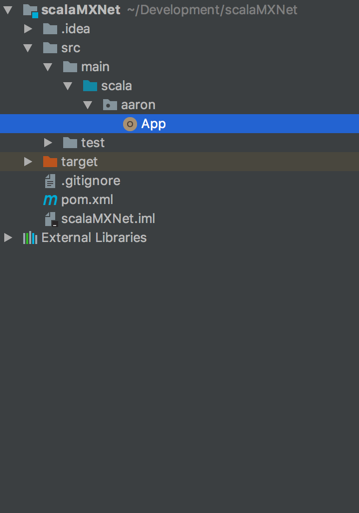 scalaMXNet ~/Development/scalaMXNet
.idea
src
main
scala
aaron
App
test
target
.gitignore
pom.xml
scalaMXNet.iml
External Libraries